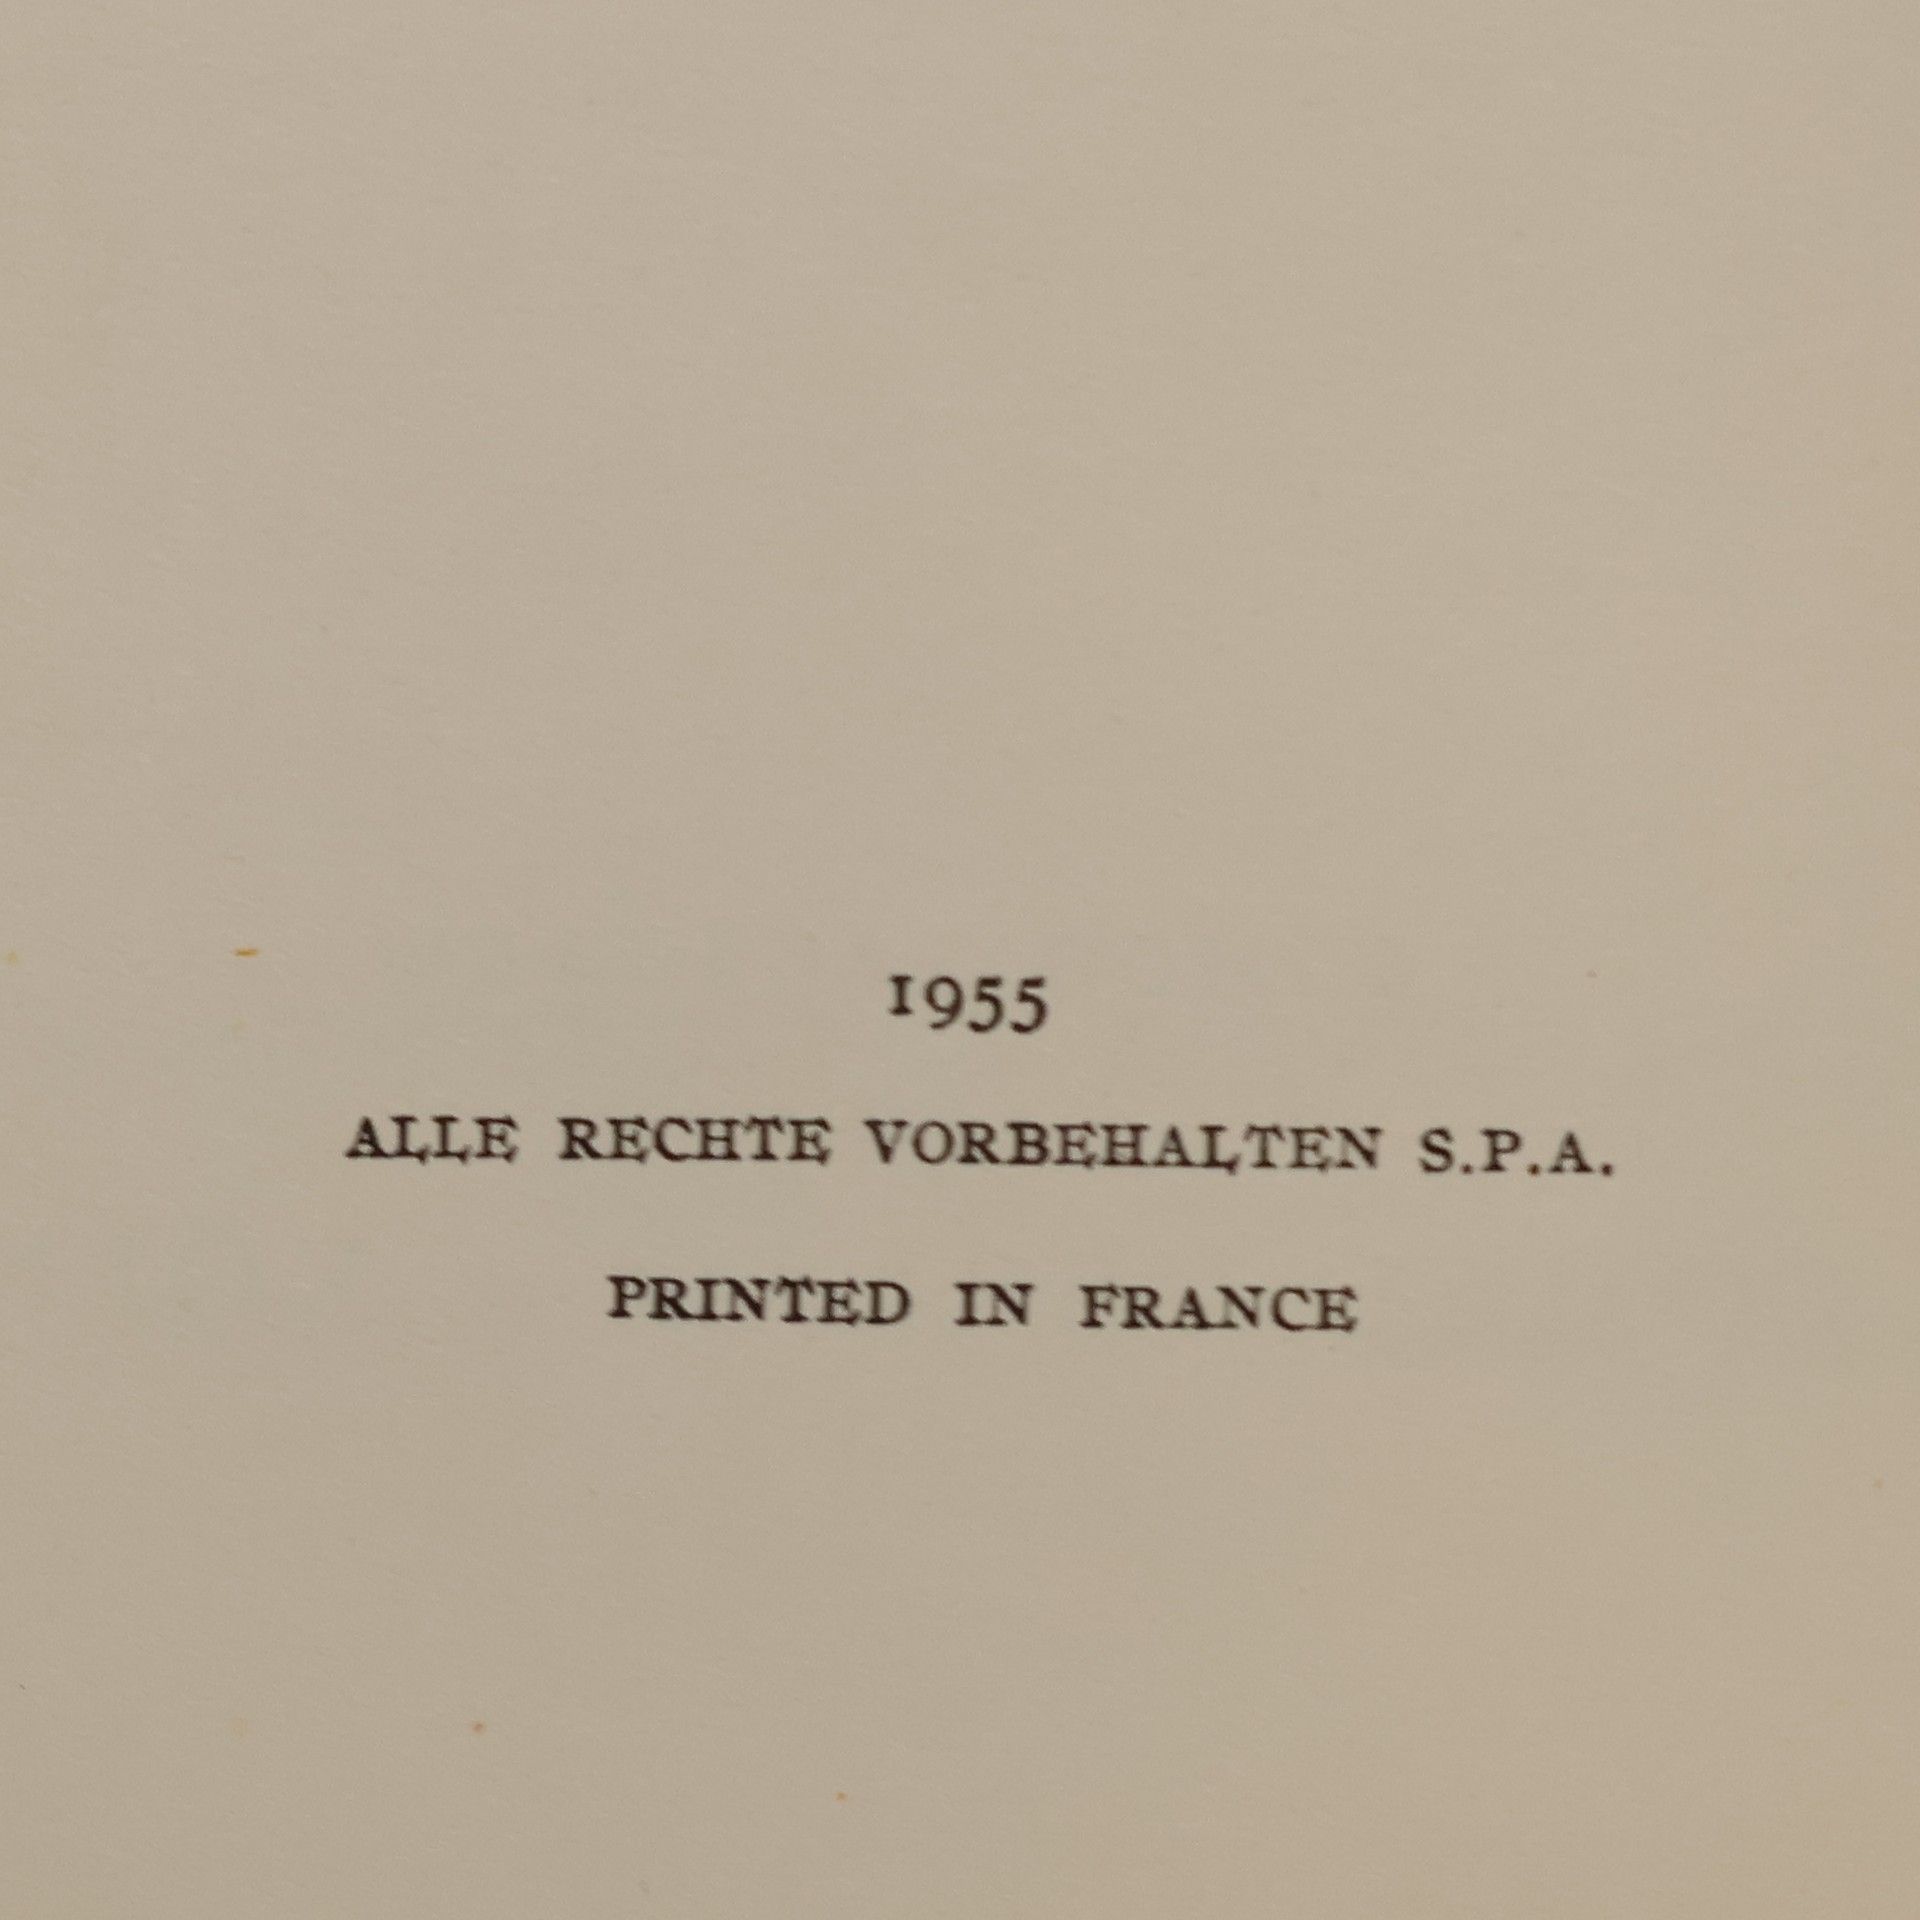 1955
ALLE RECHTE VORBEHALTEN S.P.A.
PRINTED IN FRANCE